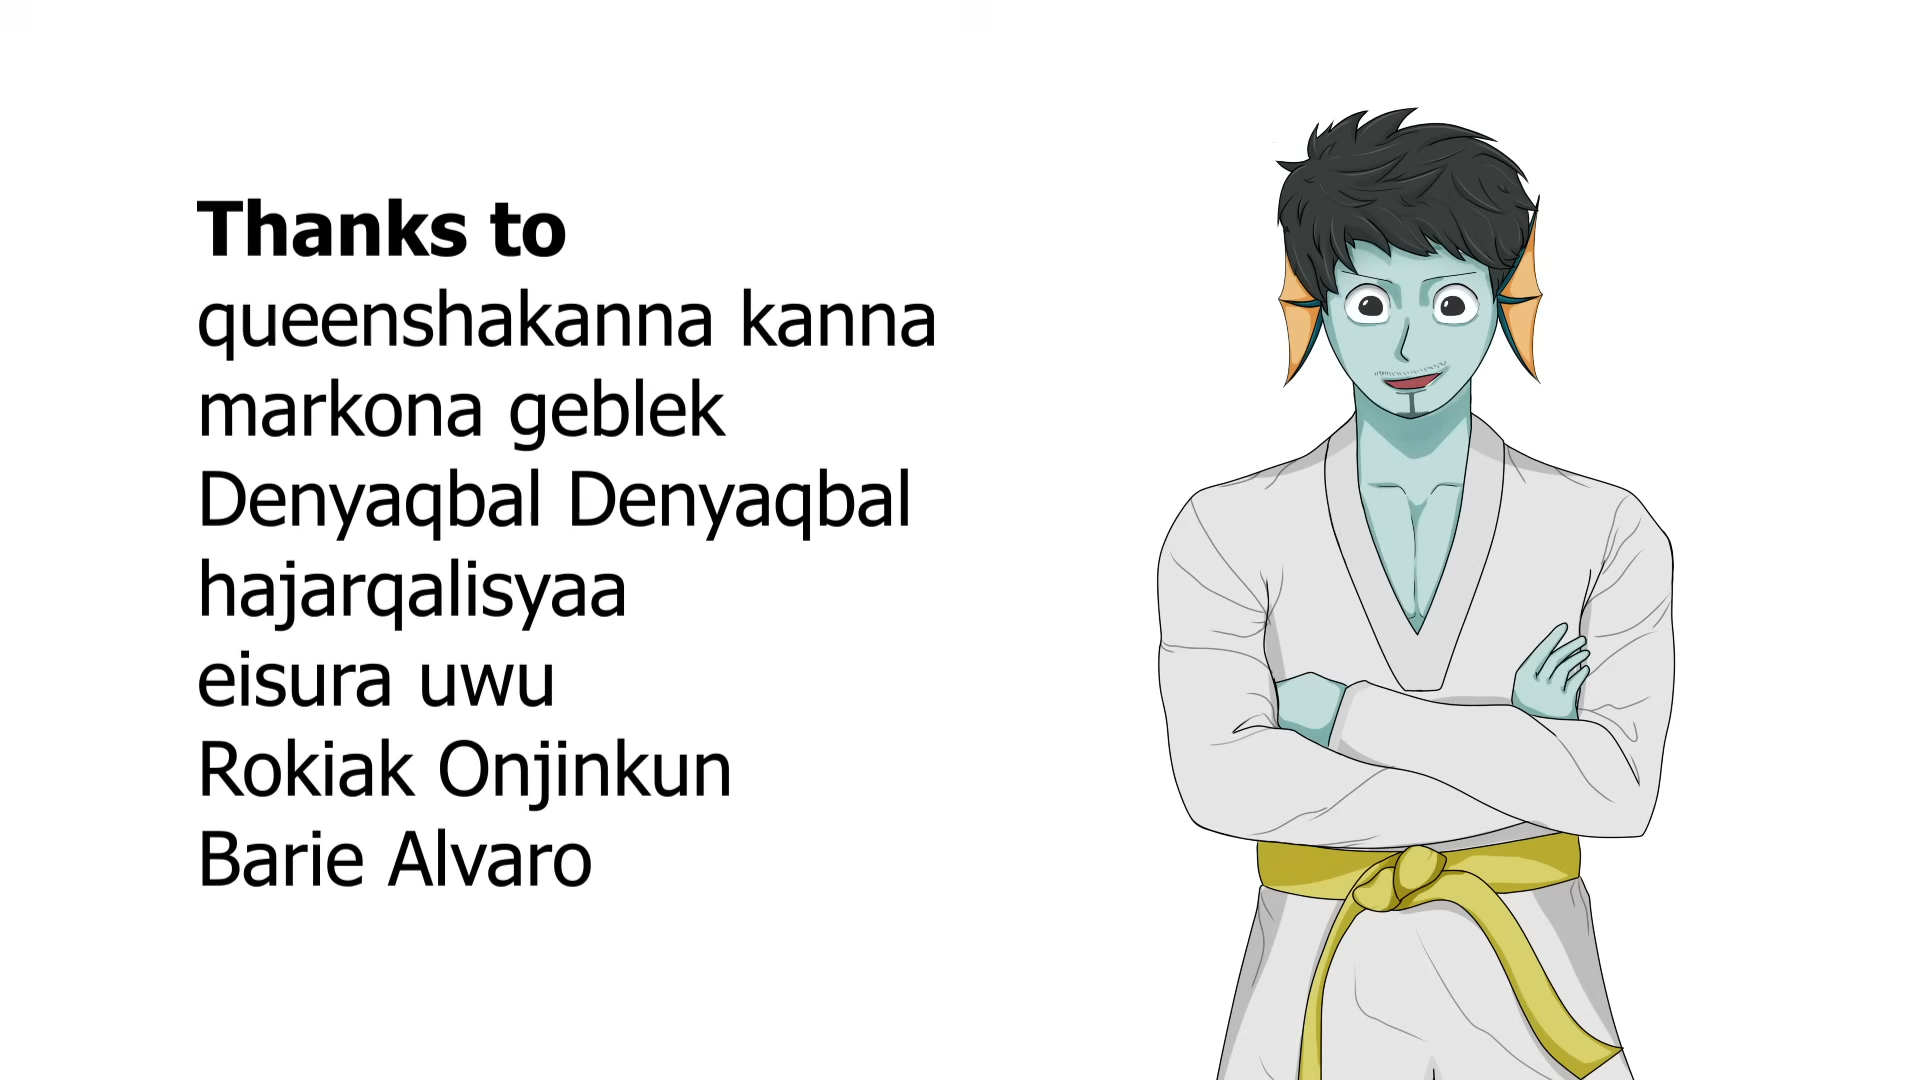 Thanks to
queenshakanna kanna
markona geblek
Denyaqbal Denyaqbal
hajarqalisyaa
eisura uwu
Rokiak Onjinkun
Barie Alvaro